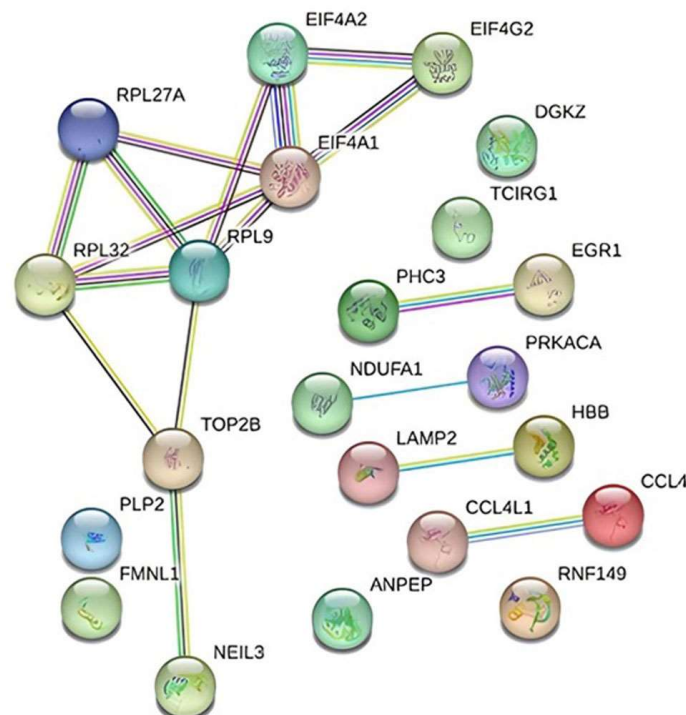 EIF4A2
EIF4G2
RPL27A
DGKZ
EIF4A1
TCIRG1
RPL9
RPL32
EGR1
PHC3
PRKACA
NDUFA1
HBB
TOP2B
LAMP2
CCL4
PLP2
CCL4L1
FMNL1
ANPEP
RNF149
NEIL3